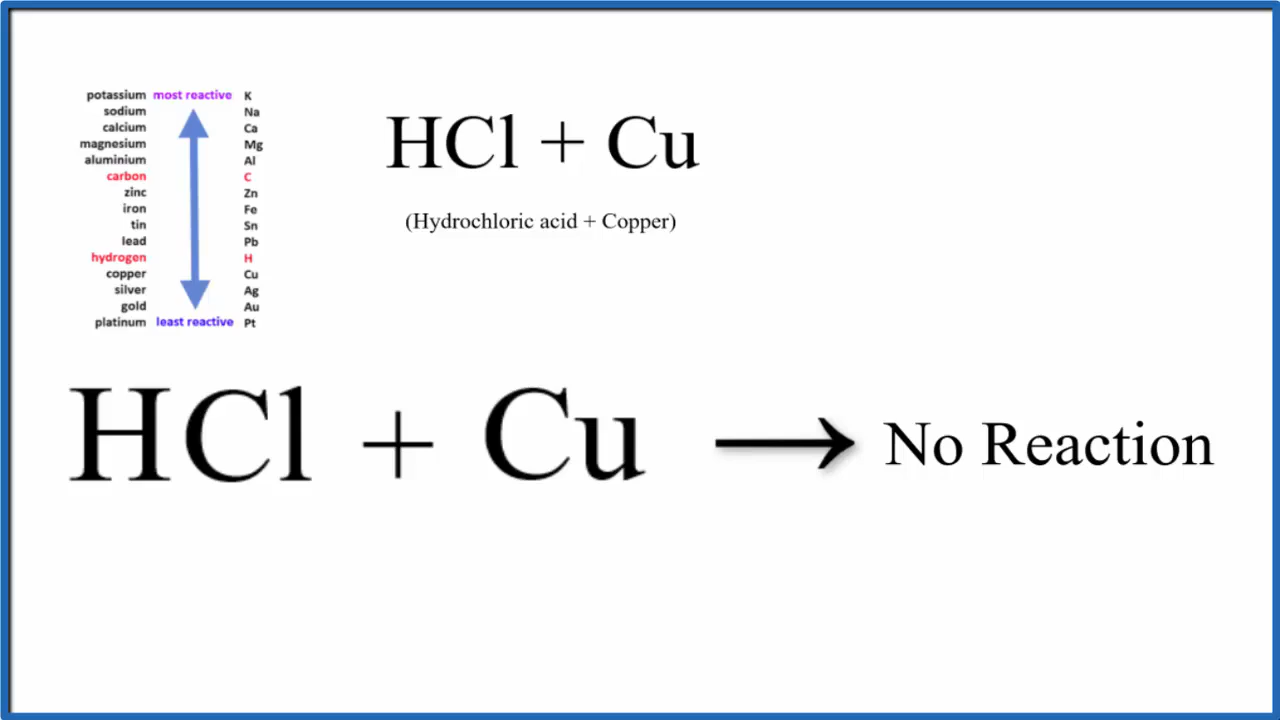 potassium most reactive K
sodium Na
calcium Ca
magnesium Mg
aluminium Al
carbon C
zinc Zn
iron Fe
tin Sn
lead Pb
hydrogen H
copper Cu
silver Ag
gold Au
platinum least reactive Pt
HCl + Cu
(Hydrochloric acid + Copper)
HCl + Cu → No Reaction